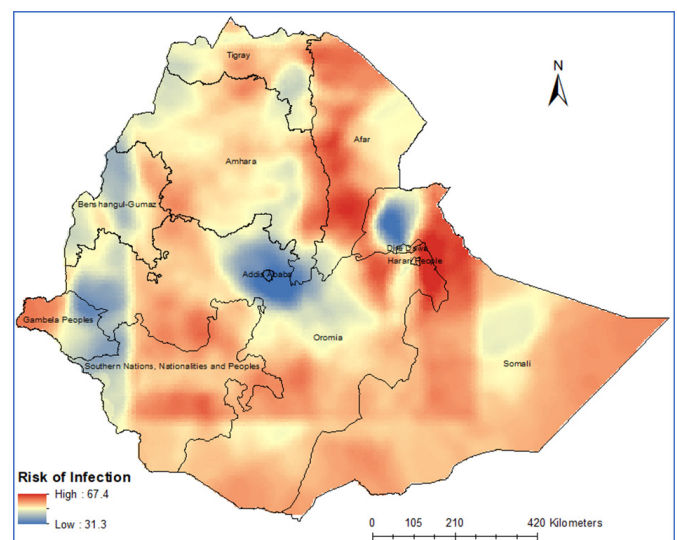 N
Tigray
Afar
Amhara
Benshangul-Gumaz
Dire Dawa
Harari People
Addis Ababa
Gambela Peoples
Oromia
Somali
Southern Nations, Nationalities and Peoples
Risk of Infection
High : 67.4
Low : 31.3
0 105 210 420 Kilometers